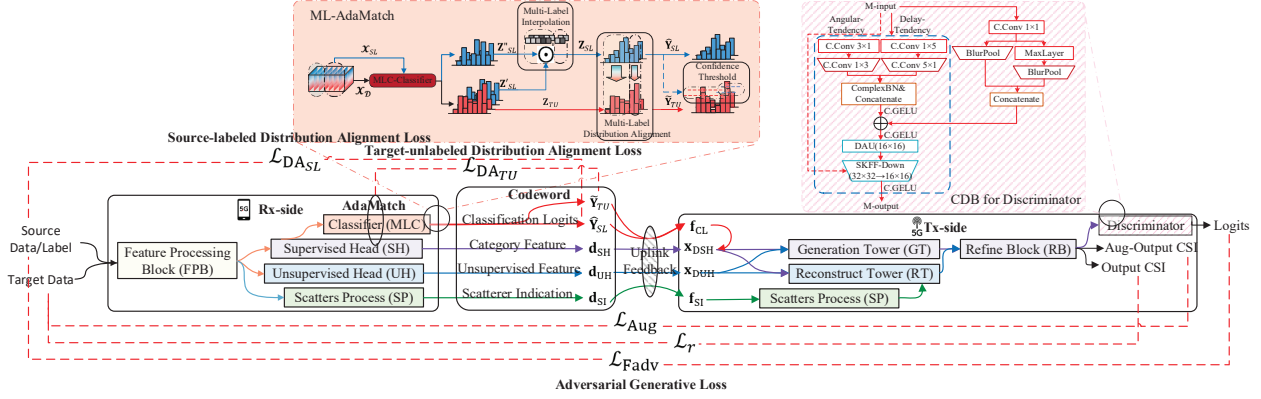 ML-AdaMatch
𝒙_SL
𝒙_𝒟
MLC-Classifier
Z''_SL
Z'_SL
Multi-Label
Interpolation
Z_SL
Z_TU
Multi-Label
Distribution Alignment
Ŷ_SL
Confidence
Threshold
Ỹ_TU
M-input
Angular-
Tendency
Delay-
Tendency
C.Conv 3×1
C.Conv 1×5
C.Conv 1×3
C.Conv 5×1
ComplexBN&
Concatenate
C.GELU
C.GELU
DAU(16×16)
C.GELU
SKFF-Down
(32×32→16×16)
C.GELU
M-output
C.Conv 1×1
BlurPool
MaxLayer
BlurPool
Concatenate
CDB for Discriminator
Source-labeled Distribution Alignment Loss
Target-unlabeled Distribution Alignment Loss
ℒ_DA_SL
ℒ_DA_TU
5G
Rx-side
AdaMatch
Source
Data/Label
Target Data
Feature Processing
Block (FPB)
Classifier (MLC)
Supervised Head (SH)
Unsupervised Head (UH)
Scatters Process (SP)
Codeword
Classification Logits
Category Feature
Unsupervised Feature
Scatterer Indication
Ỹ_TU
Ŷ_SL
d_SH
d_UH
d_SI
Uplink
Feedback
f_CL
x_DSH
x_DUH
f_SI
5G
Tx-side
Generation Tower (GT)
Reconstruct Tower (RT)
Scatters Process (SP)
Refine Block (RB)
Discriminator
Logits
Aug-Output CSI
Output CSI
ℒ_Aug
ℒ_r
ℒ_Fadv
Adversarial Generative Loss